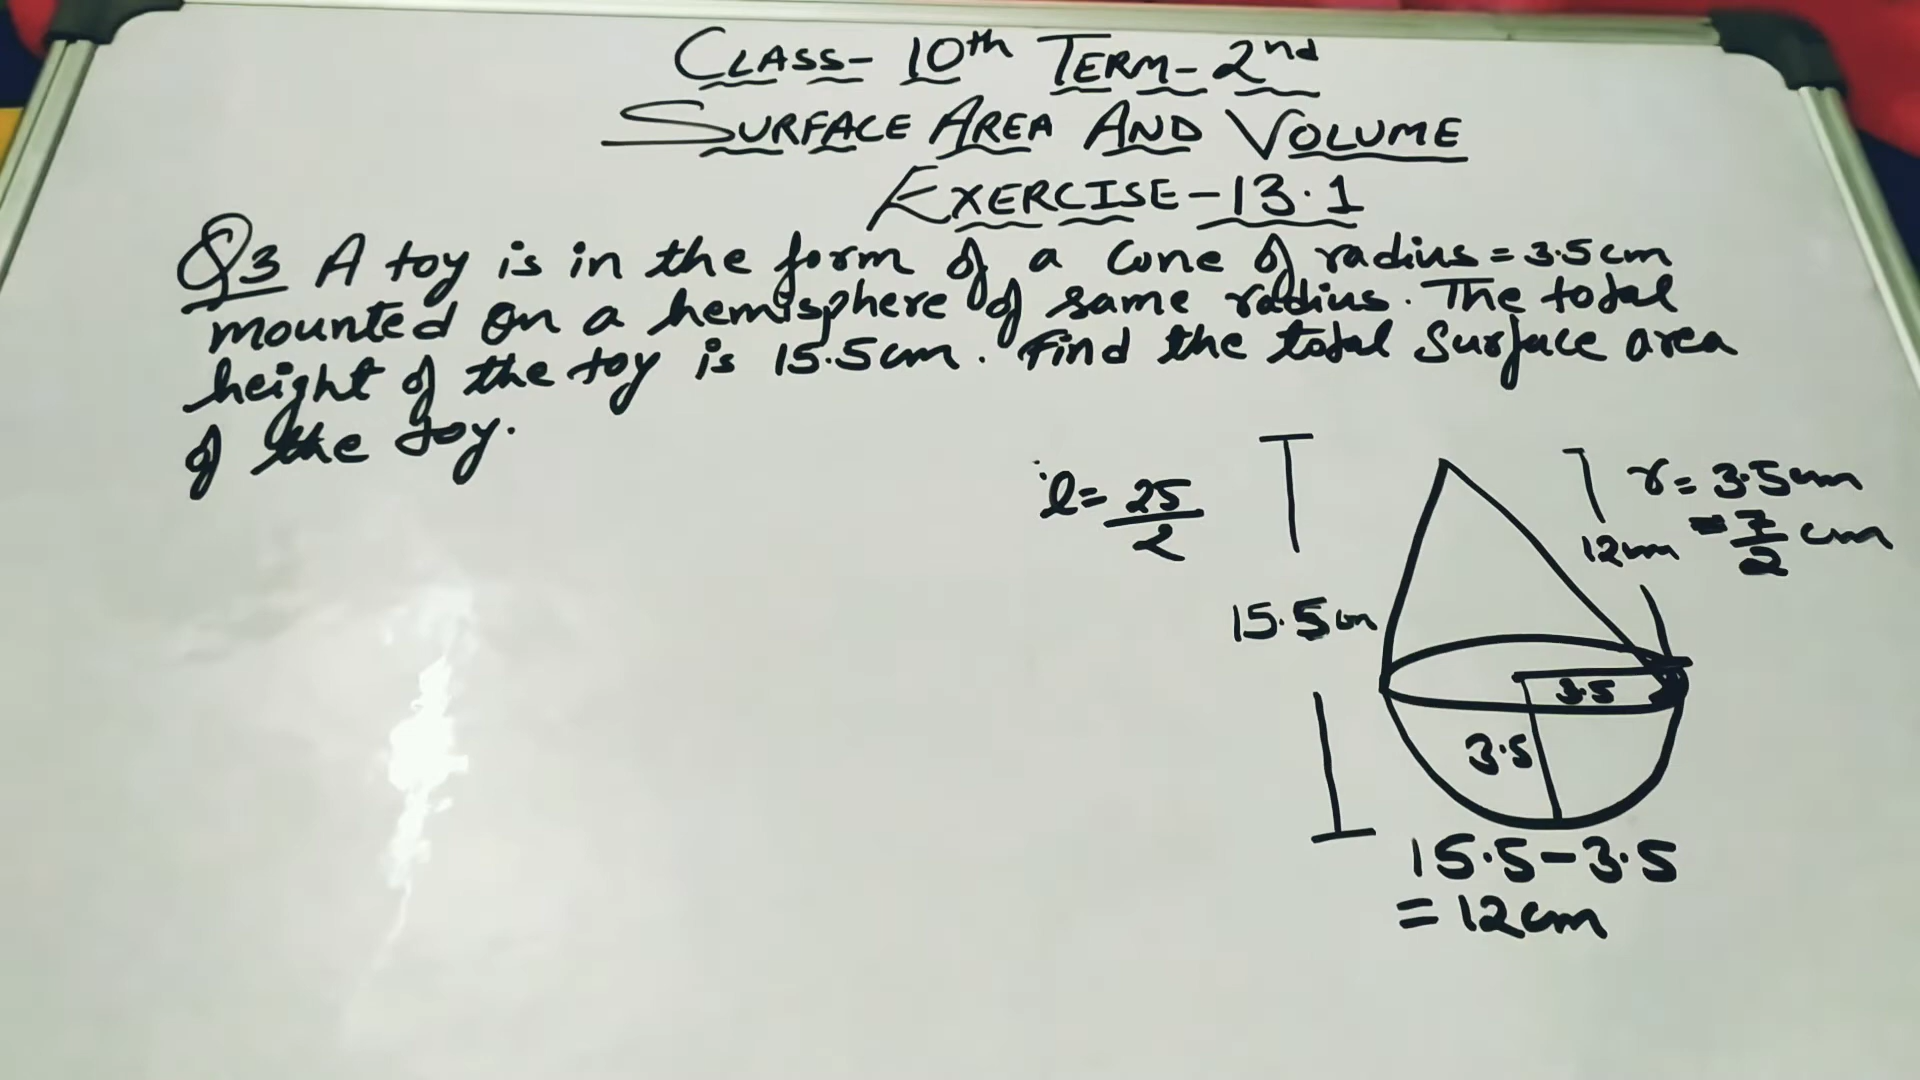 CLASS- 10th TERM- 2nd
SURFACE AREA AND VOLUME
EXERCISE-13.1
Q3 A toy is in the form of a cone of radius = 3.5cm
mounted on a hemisphere of same radius. The total
height of the toy is 15.5cm. Find the total surface area
of the toy.
l= 25/2
r= 3.5cm
= 7/2 cm
12cm
15.5cm
3.5
3.5
15.5-3.5
= 12cm